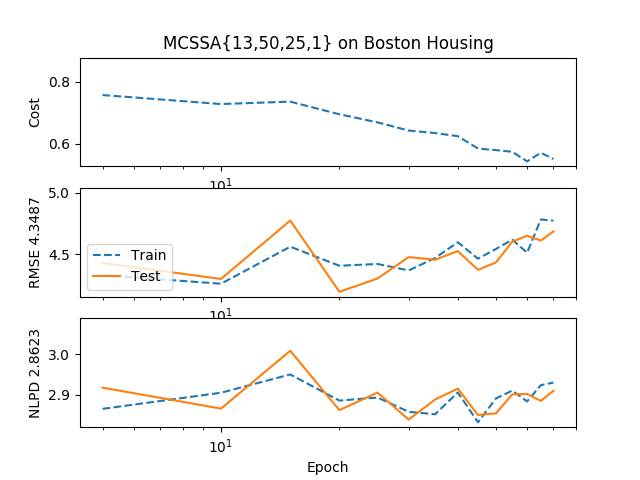 MCSSA{13,50,25,1} on Boston Housing
Cost
0.8
0.6
10^1
RMSE 4.3487
5.0
4.5
Train
Test
10^1
NLPD 2.8623
3.0
2.9
10^1
Epoch